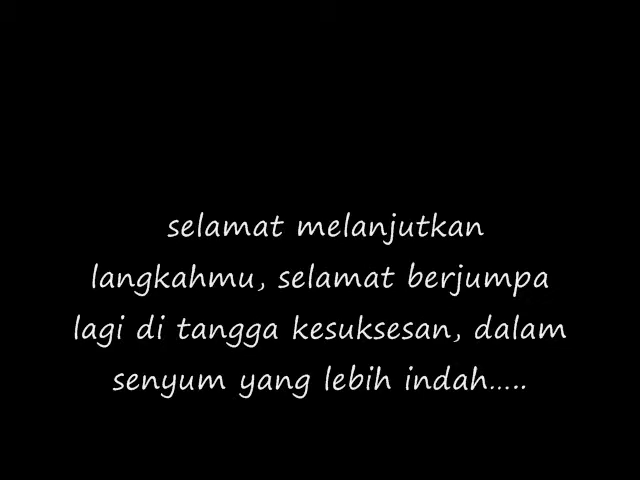 selamat melanjutkan
langkahmu, selamat berjumpa
lagi di tangga kesuksesan, dalam
senyum yang lebih indah.....